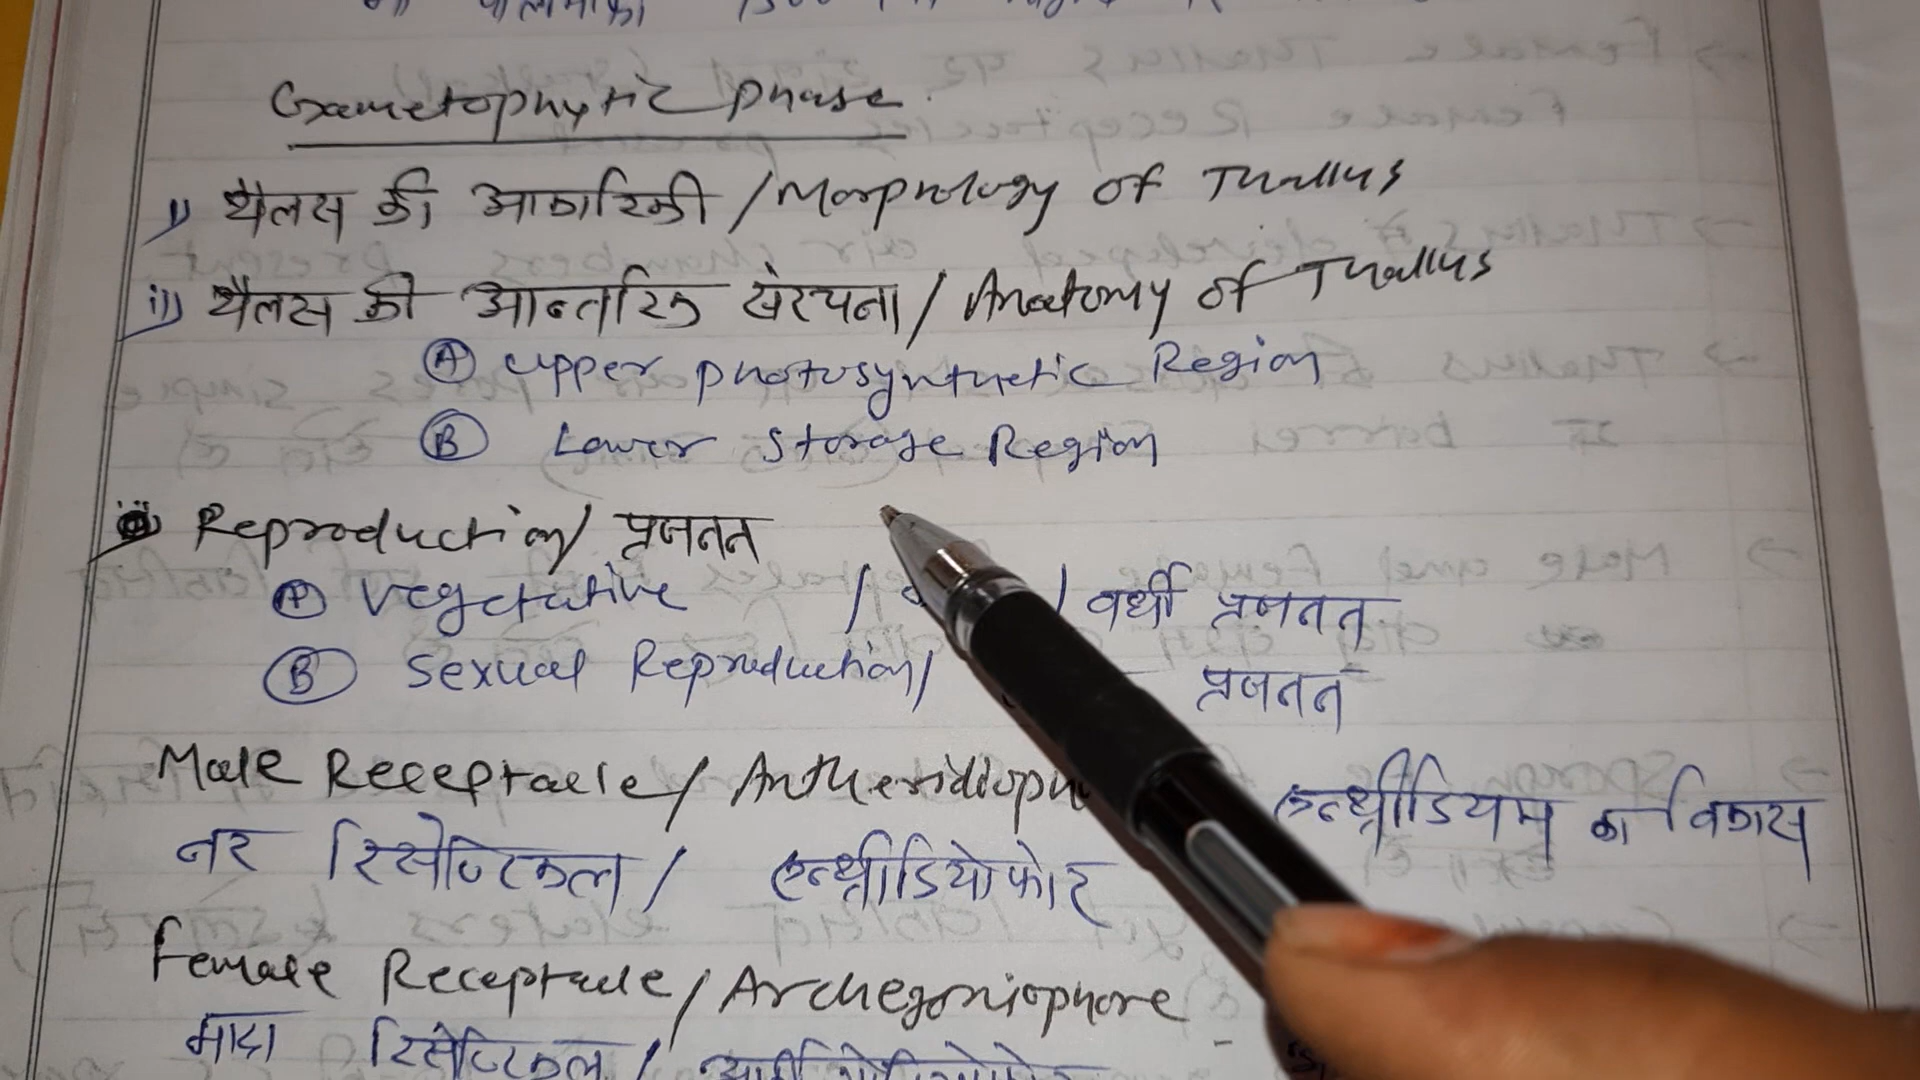 Gametophytic phase
i) थैलस की आकारिकी / Morphology of Thallus
ii) थैलस की आन्तरिक संरचना / Anatomy of Thallus
A upper photosynthetic Region
B Lower Storage Region
iii) Reproduction / प्रजनन
A vegetative / / वर्धी प्रजनन
B Sexual Reproduction / प्रजनन
Male Receptacle / Antheridioph
एन्थ्रीडियम का विकास
नर रिसेप्टिकल / एन्थ्रीडियोफोर
Female Receptacle / Archegoniophore
मादा रिसेप्टिकल /